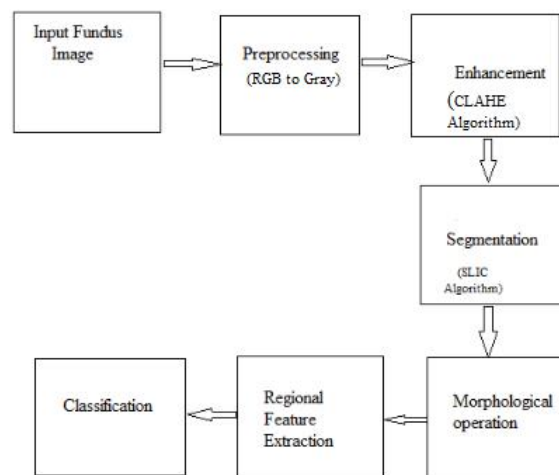 Input Fundus
Image
Preprocessing
(RGB to Gray)
Enhancement
(CLAHE
Algorithm)
Segmentation
(SLIC
Algorithm)
Morphological
operation
Regional
Feature
Extraction
Classification